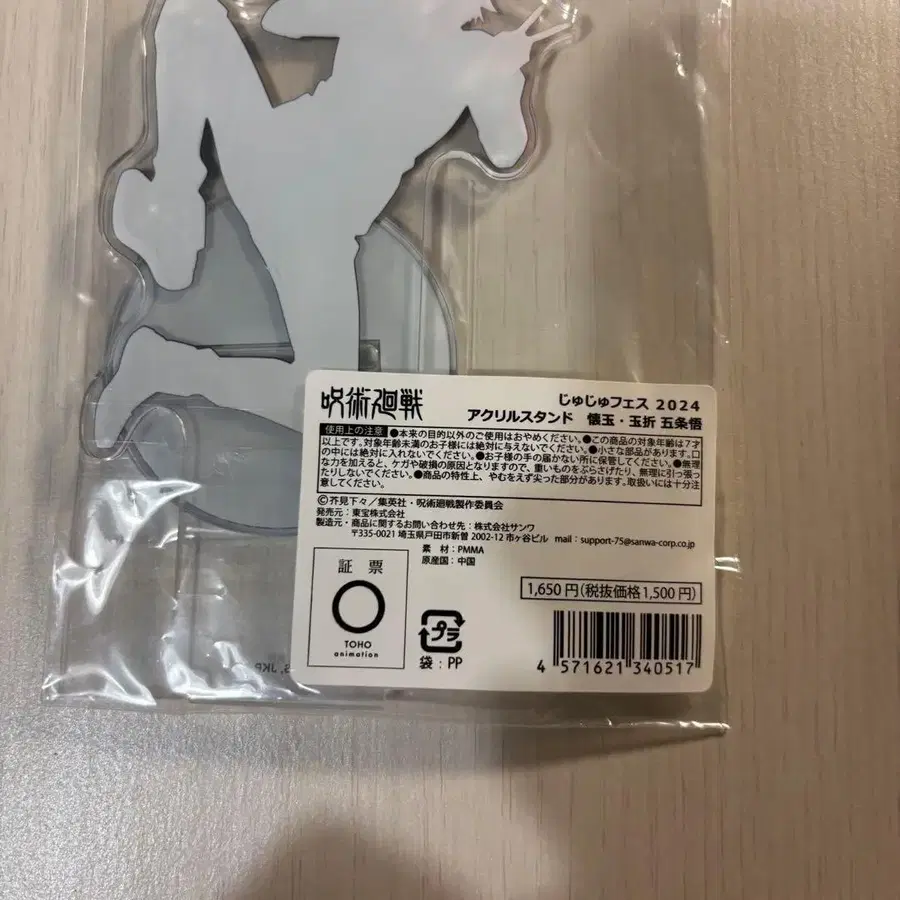 呪術廻戦
じゅじゅフェス 2024
アクリルスタンド 懐玉・玉折 五条悟
使用上の注意 ●本来の目的以外のご使用はおやめください。●この商品の対象年齢は7才
以上です。対象年齢未満のお子様には絶対に与えないでください。●小さな部品があります。口
の中には絶対に入れないでください。●お子様の手の届かない所に保管してください。●無理
な力を加えると、ケガや破損の原因となりますので、重いものをぶらさげたり、無理に引っ張っ
たりしないでください。●商品の特性上、やむをえず尖った部分があります。取扱いには十分注
意してください。
©芥見下々／集英社・呪術廻戦製作委員会
発売元：東宝株式会社
製造元・商品に関するお問い合わせ先：株式会社サンワ
〒335-0021 埼玉県戸田市新曽 2002-12 市ヶ谷ビル mail：support-75@sanwa-corp.co.jp
素 材：PMMA
原産国：中国
証 票
TOHO
animation
プラ
袋：PP
1,650円(税抜価格1,500円)
4 571621 340517